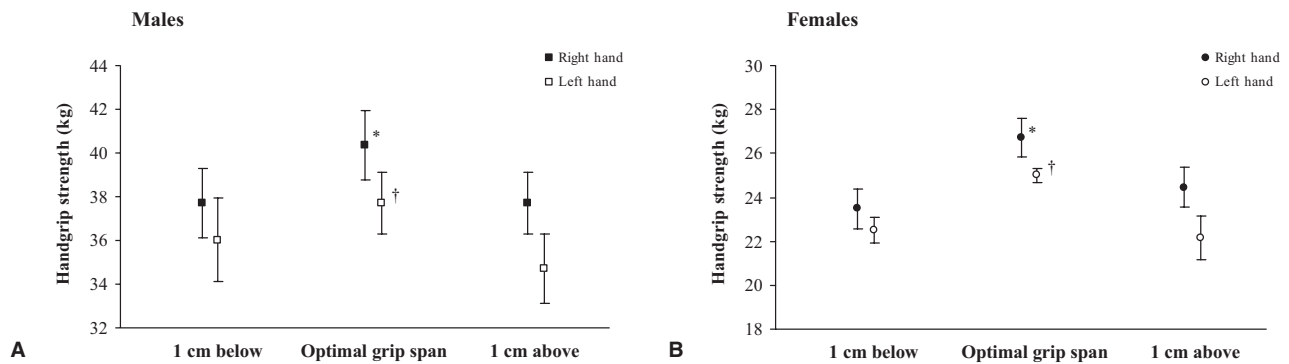 Males
Right hand
Left hand
Handgrip strength (kg)
44
42
40
38
36
34
32
*
†
1 cm below Optimal grip span 1 cm above
A
Females
Right hand
Left hand
Handgrip strength (kg)
30
28
26
24
22
20
18
*
†
1 cm below Optimal grip span 1 cm above
B